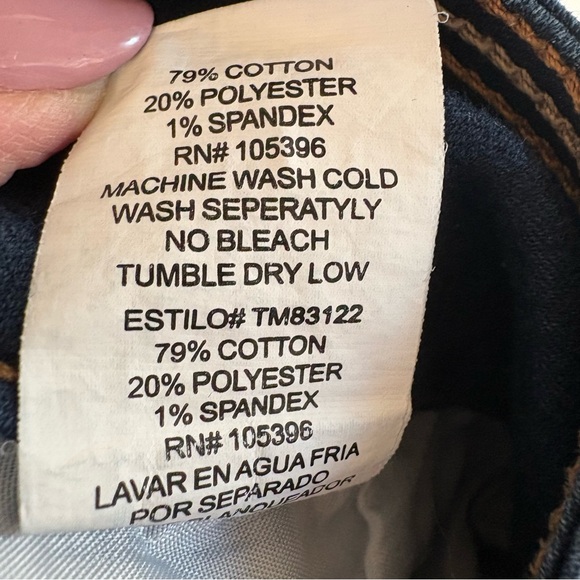 79% COTTON
20% POLYESTER
1% SPANDEX
RN# 105396
MACHINE WASH COLD
WASH SEPERATYLY
NO BLEACH
TUMBLE DRY LOW
ESTILO# TM83122
79% COTTON
20% POLYESTER
1% SPANDEX
RN# 105396
LAVAR EN AGUA FRIA
POR SEPARADO
BLANQUEADOR